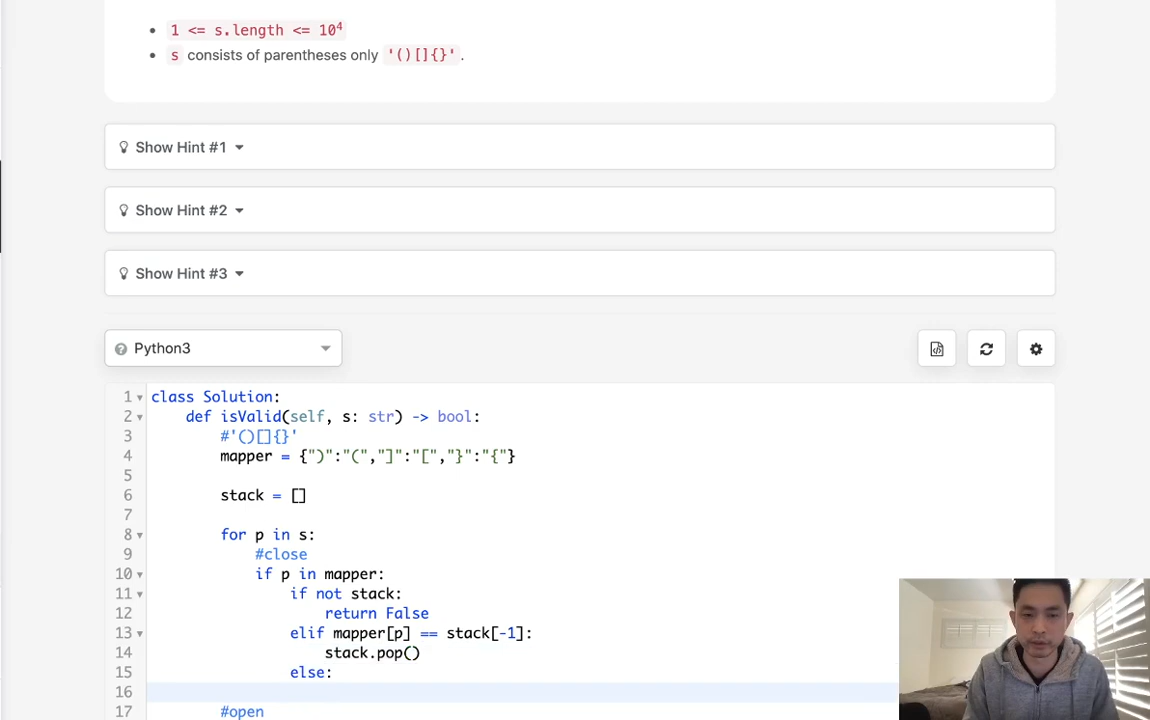 1 <= s.length <= 10⁴
s consists of parentheses only '()[]{}'.
Show Hint #1
Show Hint #2
Show Hint #3
Python3
1 class Solution:
2 def isValid(self, s: str) -> bool:
3 #'()[]{}'
4 mapper = {")":"(","]":"[","}":"{"}
5
6 stack = []
7
8 for p in s:
9 #close
10 if p in mapper:
11 if not stack:
12 return False
13 elif mapper[p] == stack[-1]:
14 stack.pop()
15 else:
16
17 #open